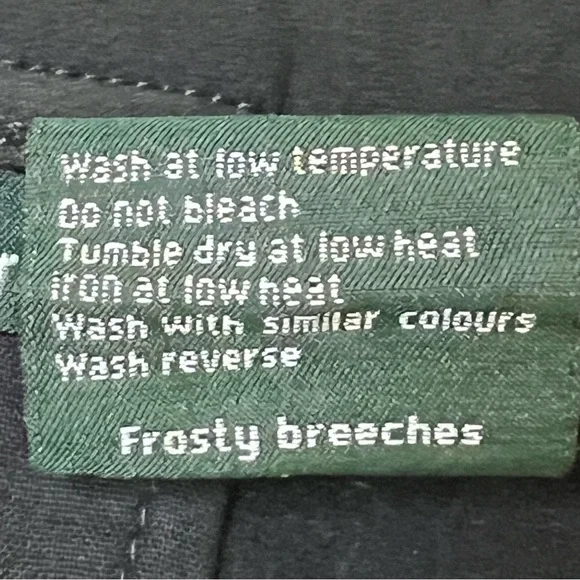 Wash at low temperature
Do not bleach
Tumble dry at low heat
iron at low heat
Wash with similar colours
Wash reverse
Frosty breeches
r